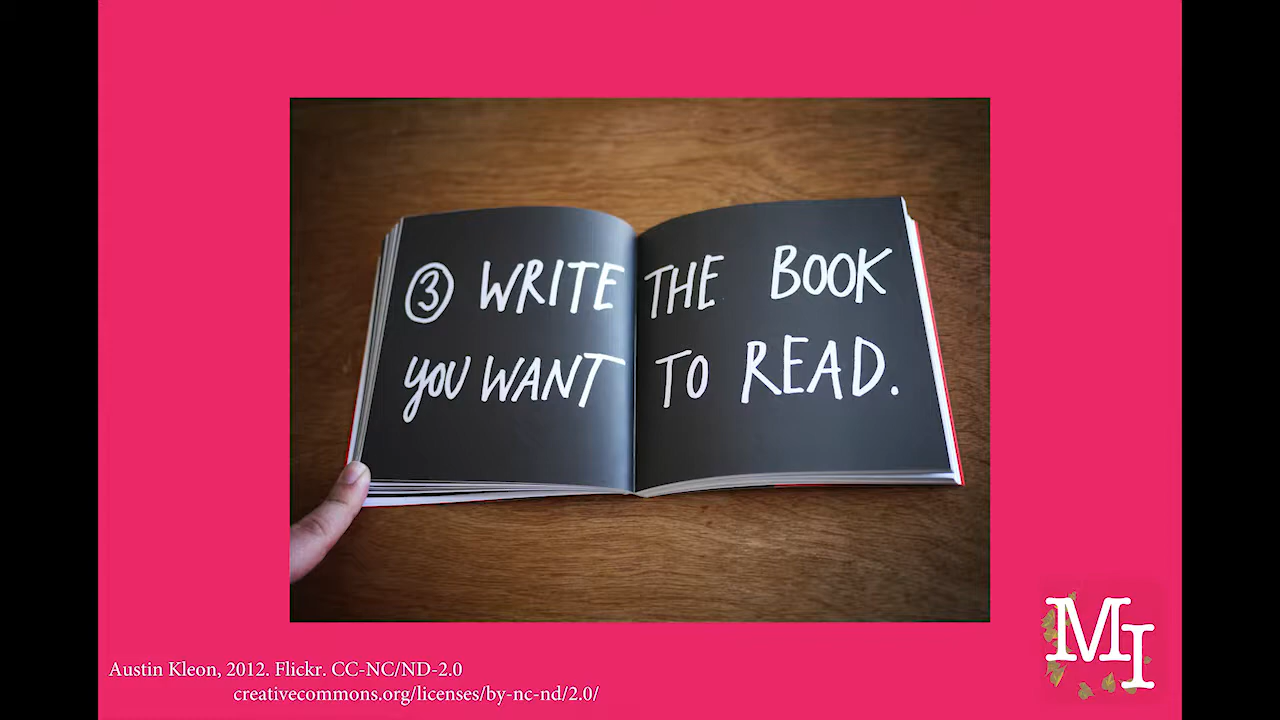 ③ WRITE THE BOOK
YOU WANT TO READ.
Austin Kleon, 2012. Flickr. CC-NC/ND-2.0
creativecommons.org/licenses/by-nc-nd/2.0/
MI